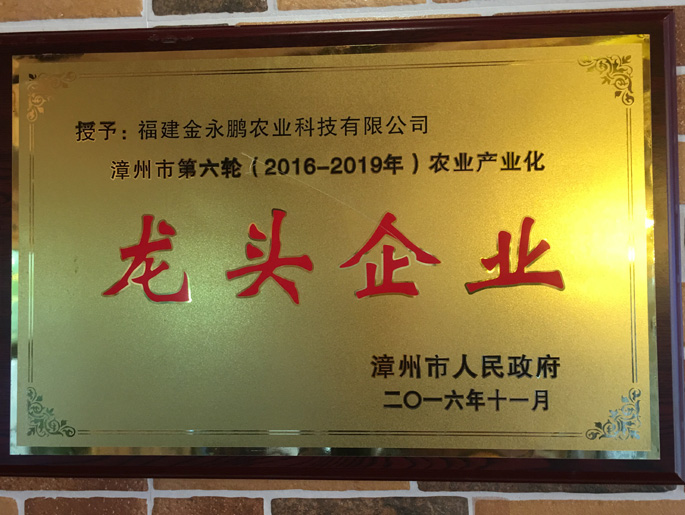 授予：福建金永鹏农业科技有限公司
漳州市第六轮（2016-2019年）农业产业化
龙头企业
漳州市人民政府
二〇一六年十一月